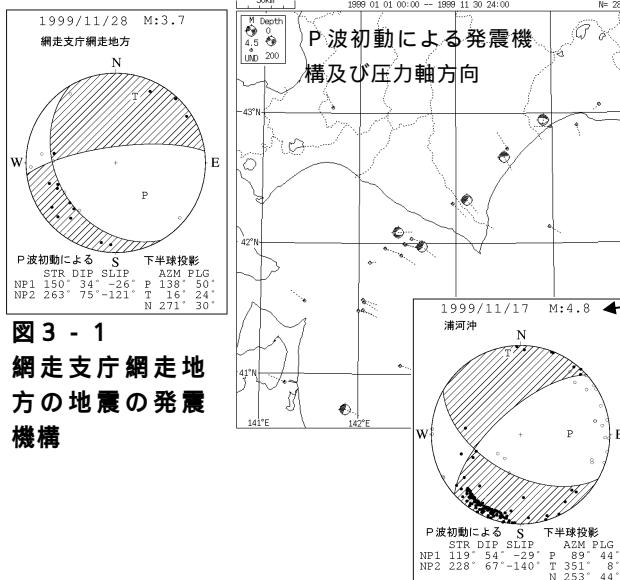 1999/11/28 M:3.7
網走支庁網走地方
N
T
W
E
P
S
P波初動による 下半球投影
STR DIP SLIP AZM PLG
NP1 150° 34° -26° P 138° 50°
NP2 263° 75° -121° T 16° 24°
N 271° 30°
図3-1
網走支庁網走地
方の地震の発震
機構
50km
1999 01 01 00:00 -- 1999 11 30 24:00
N= 28
M Depth
0
4.5
UND 200
P波初動による発震機
構及び圧力軸方向
43°N
42°N
41°N
141°E
142°E
1999/11/17 M:4.8
浦河沖
N
T
W
E
P
S
P波初動による 下半球投影
STR DIP SLIP AZM PLG
NP1 119° 54° -29° P 89° 44°
NP2 228° 67° -140° T 351° 8°
N 253° 44°